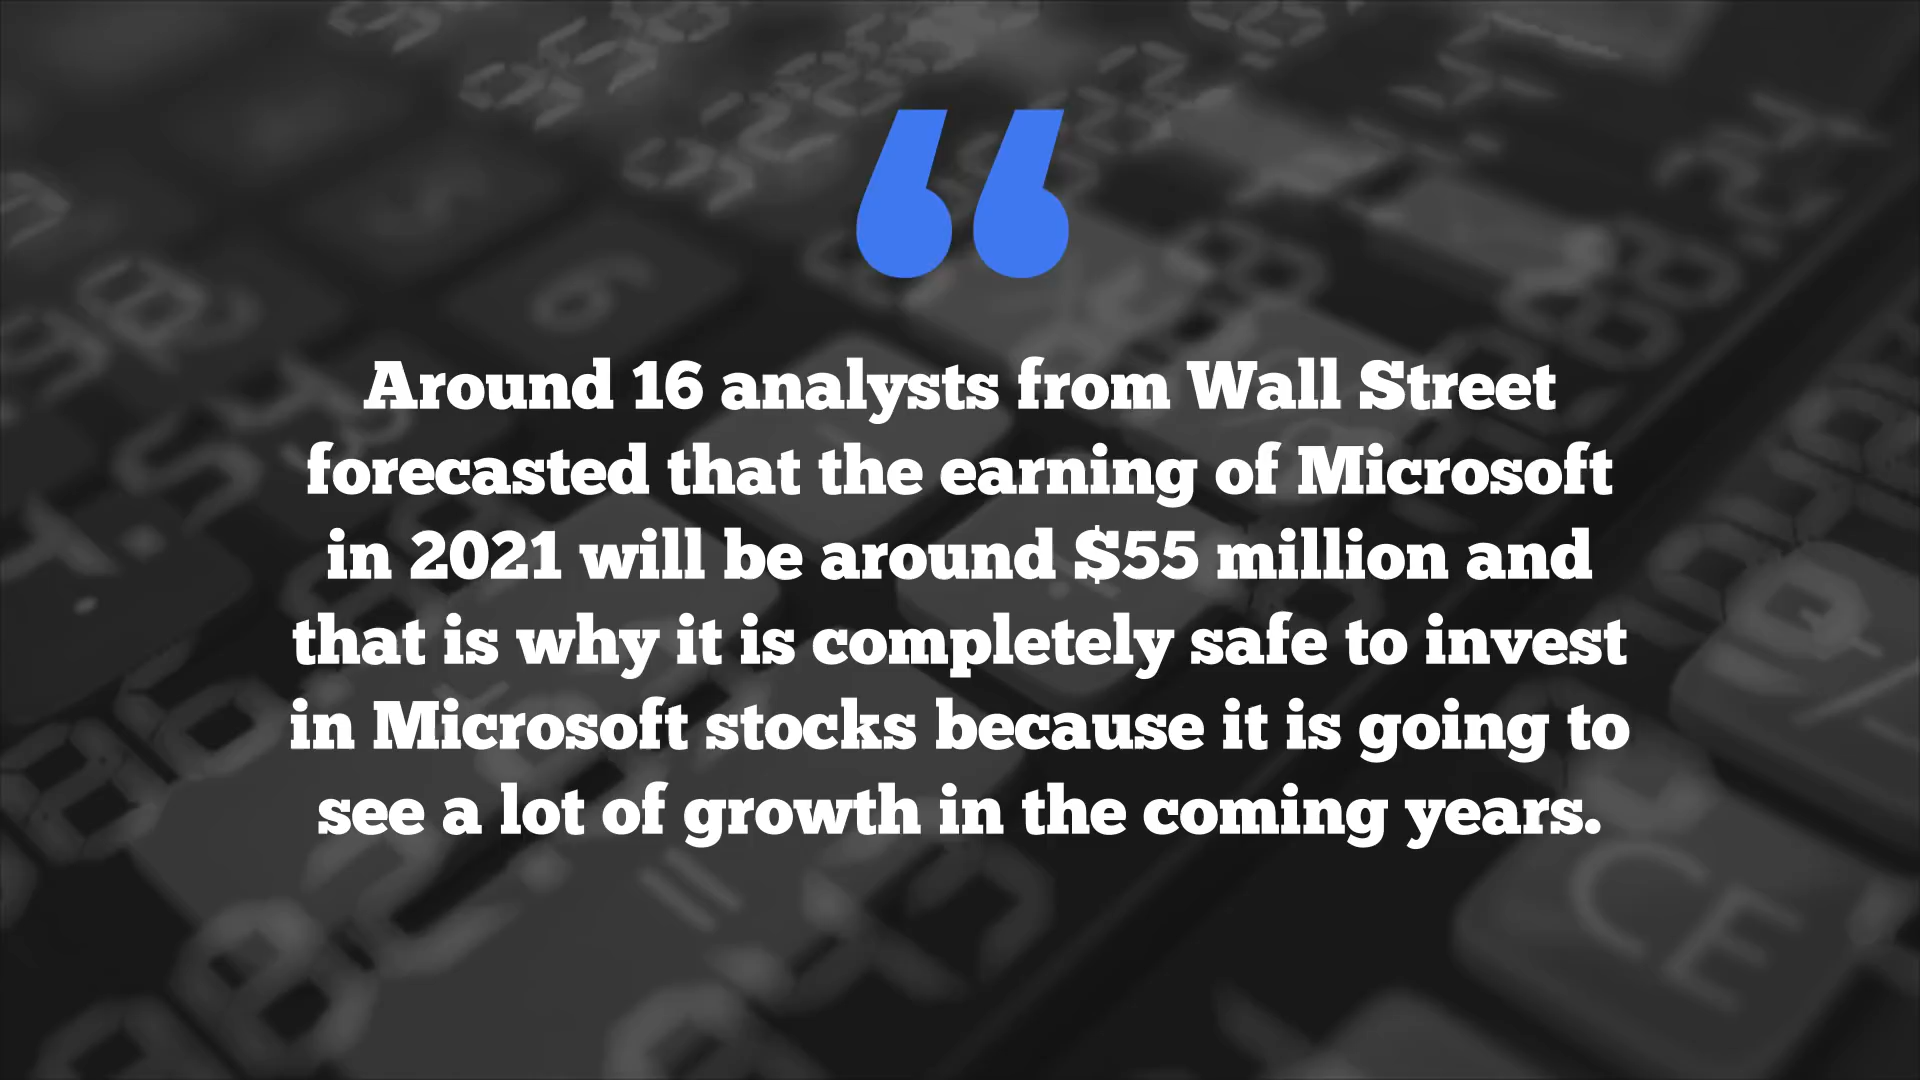 “
Around 16 analysts from Wall Street
forecasted that the earning of Microsoft
in 2021 will be around $55 million and
that is why it is completely safe to invest
in Microsoft stocks because it is going to
see a lot of growth in the coming years.
6
=
CE